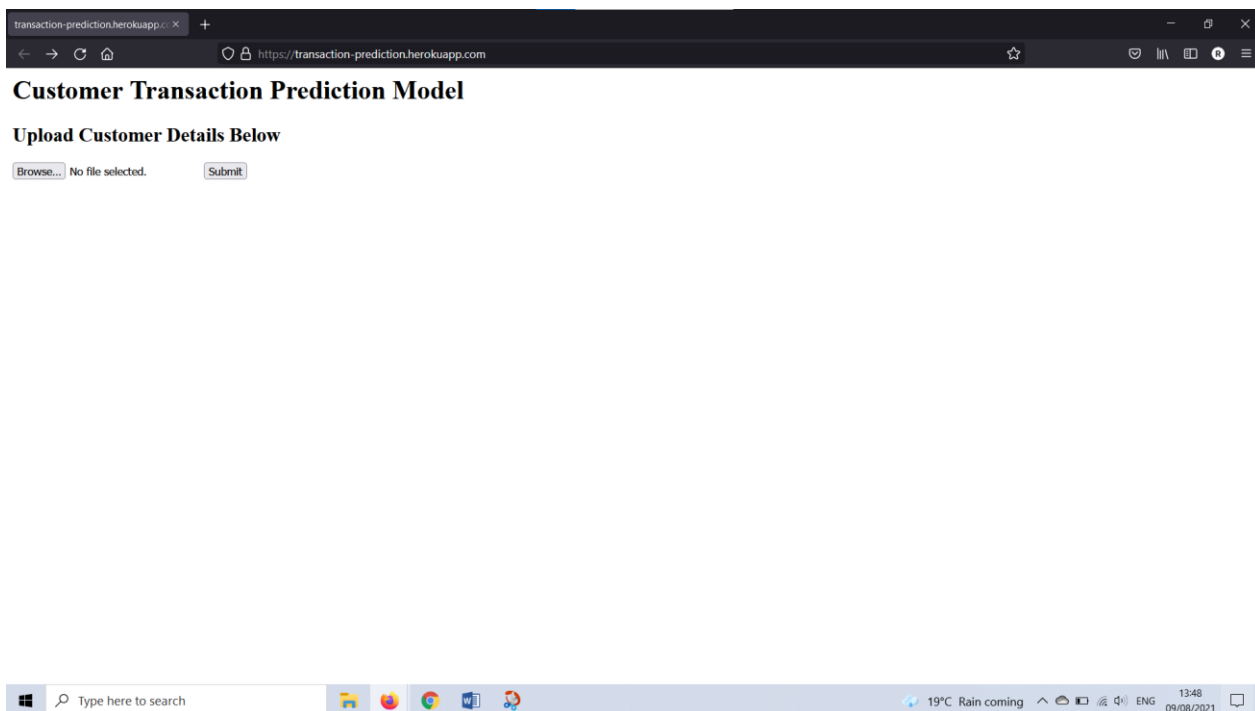 transaction-prediction.herokuapp.c
https://transaction-prediction.herokuapp.com
R
Customer Transaction Prediction Model
Upload Customer Details Below
Browse... No file selected. Submit
Type here to search
W
19°C Rain coming ENG 13:48
09/08/2021